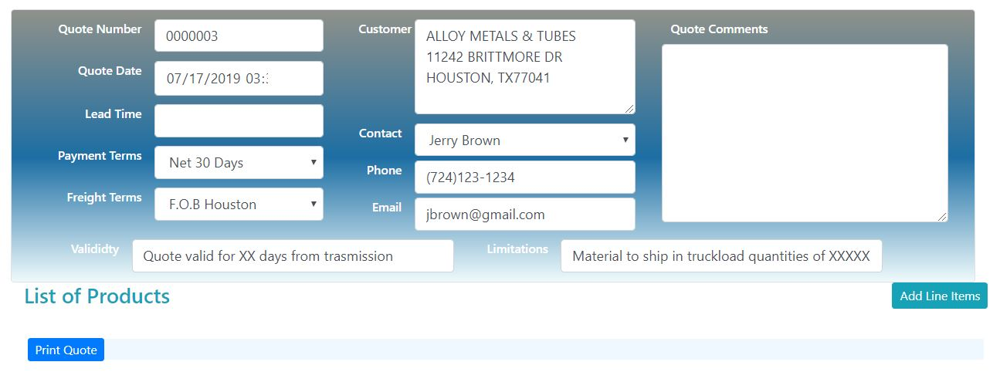 Quote Number 0000003
Quote Date 07/17/2019 03:
Lead Time
Payment Terms Net 30 Days
Freight Terms F.O.B Houston
Customer ALLOY METALS & TUBES
11242 BRITTMORE DR
HOUSTON, TX77041
Contact Jerry Brown
Phone (724)123-1234
Email jbrown@gmail.com
Quote Comments
Valididty Quote valid for XX days from trasmission
Limitations Material to ship in truckload quantities of XXXXX
List of Products
Add Line Items
Print Quote